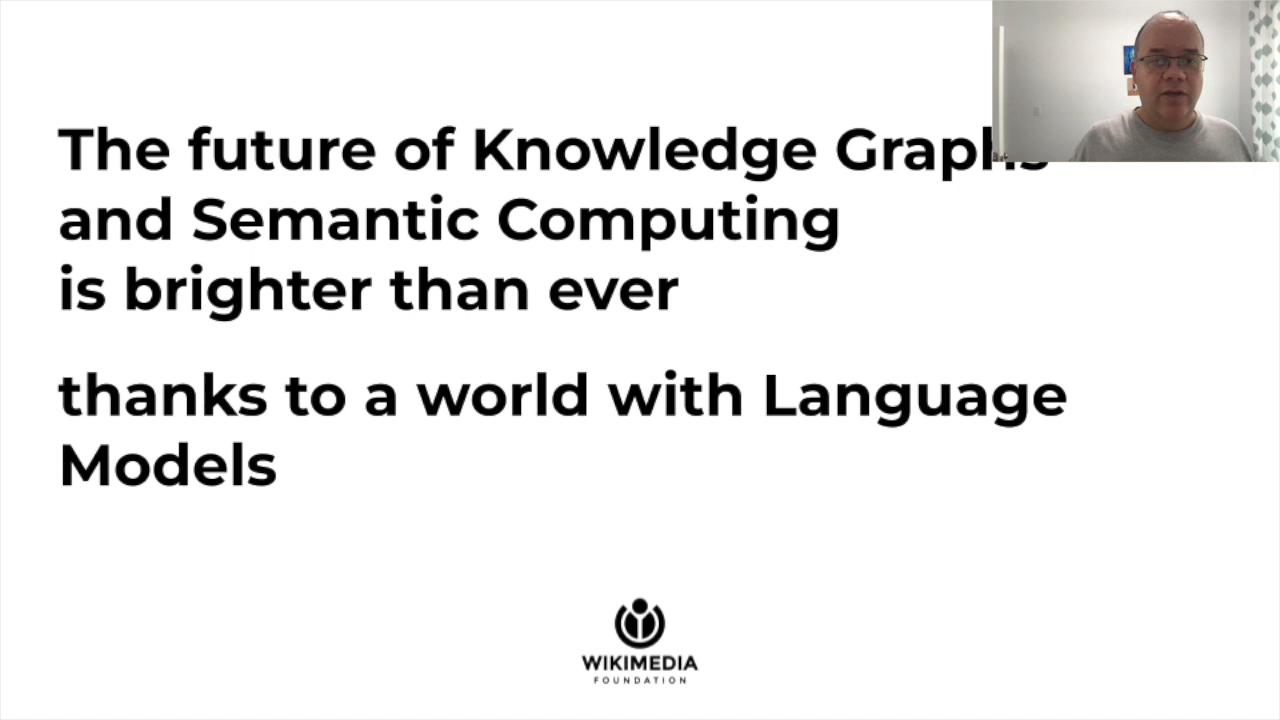 The future of Knowledge Graphs
and Semantic Computing
is brighter than ever
thanks to a world with Language
Models
WIKIMEDIA
FOUNDATION